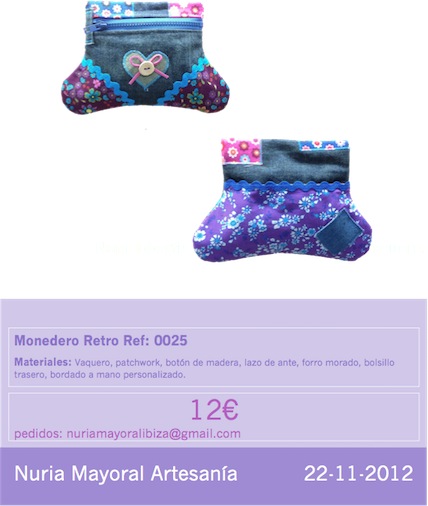 Monedero Retro Ref: 0025
Materiales: Vaquero, patchwork, botón de madera, lazo de ante, forro morado, bolsillo
trasero, bordado a mano personalizado.
12€
pedidos: nuriamayoralibiza@gmail.com
Nuria Mayoral Artesanía 22-11-2012